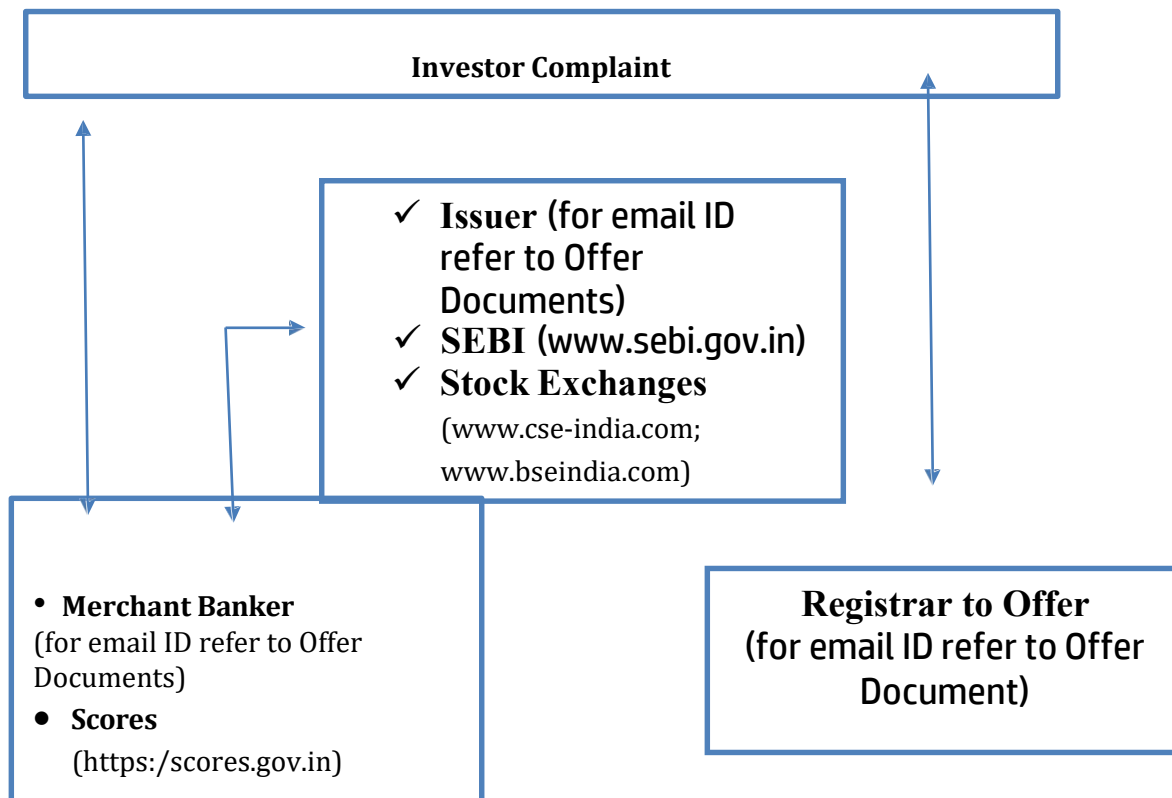 Investor Complaint
✓ Issuer (for email ID
refer to Offer
Documents)
✓ SEBI (www.sebi.gov.in)
✓ Stock Exchanges
(www.cse-india.com;
www.bseindia.com)
• Merchant Banker
(for email ID refer to Offer
Documents)
• Scores
(https:/scores.gov.in)
Registrar to Offer
(for email ID refer to Offer
Document)